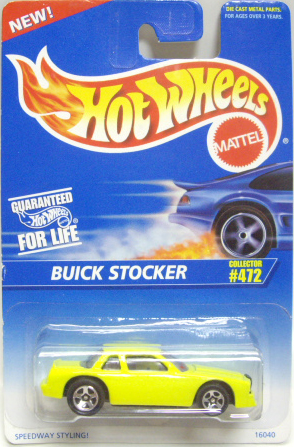 NEW!
DIE CAST METAL PARTS.
FOR AGES OVER 3 YEARS.
HOT WHEELS
MATTEL
®
GUARANTEED
Hot Wheels
FOR LIFE
BUICK STOCKER
COLLECTOR
#472
SPEEDWAY STYLING!
16040